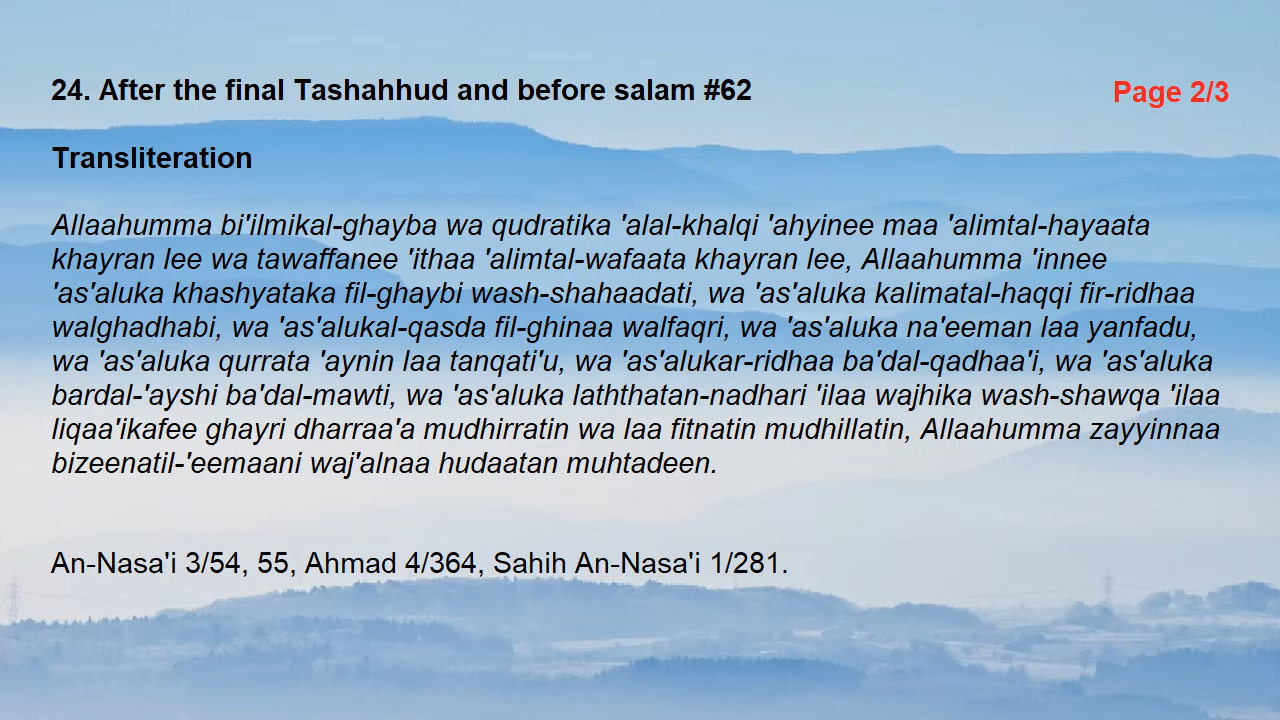 24. After the final Tashahhud and before salam #62
Page 2/3
Transliteration
Allaahumma bi'ilmikal-ghayba wa qudratika 'alal-khalqi 'ahyinee maa 'alimtal-hayaata
khayran lee wa tawaffanee 'ithaa 'alimtal-wafaata khayran lee, Allaahumma 'innee
'as'aluka khashyataka fil-ghaybi wash-shahaadati, wa 'as'aluka kalimatal-haqqi fir-ridhaa
walghadhabi, wa 'as'alukal-qasda fil-ghinaa walfaqri, wa 'as'aluka na'eeman laa yanfadu,
wa 'as'aluka qurrata 'aynin laa tanqati'u, wa 'as'alukar-ridhaa ba'dal-qadhaa'i, wa 'as'aluka
bardal-'ayshi ba'dal-mawti, wa 'as'aluka laththatan-nadhari 'ilaa wajhika wash-shawqa 'ilaa
liqaa'ikafee ghayri dharraa'a mudhirratin wa laa fitnatin mudhillatin, Allaahumma zayyinnaa
bizeenatil-'eemaani waj'alnaa hudaatan muhtadeen.
An-Nasa'i 3/54, 55, Ahmad 4/364, Sahih An-Nasa'i 1/281.